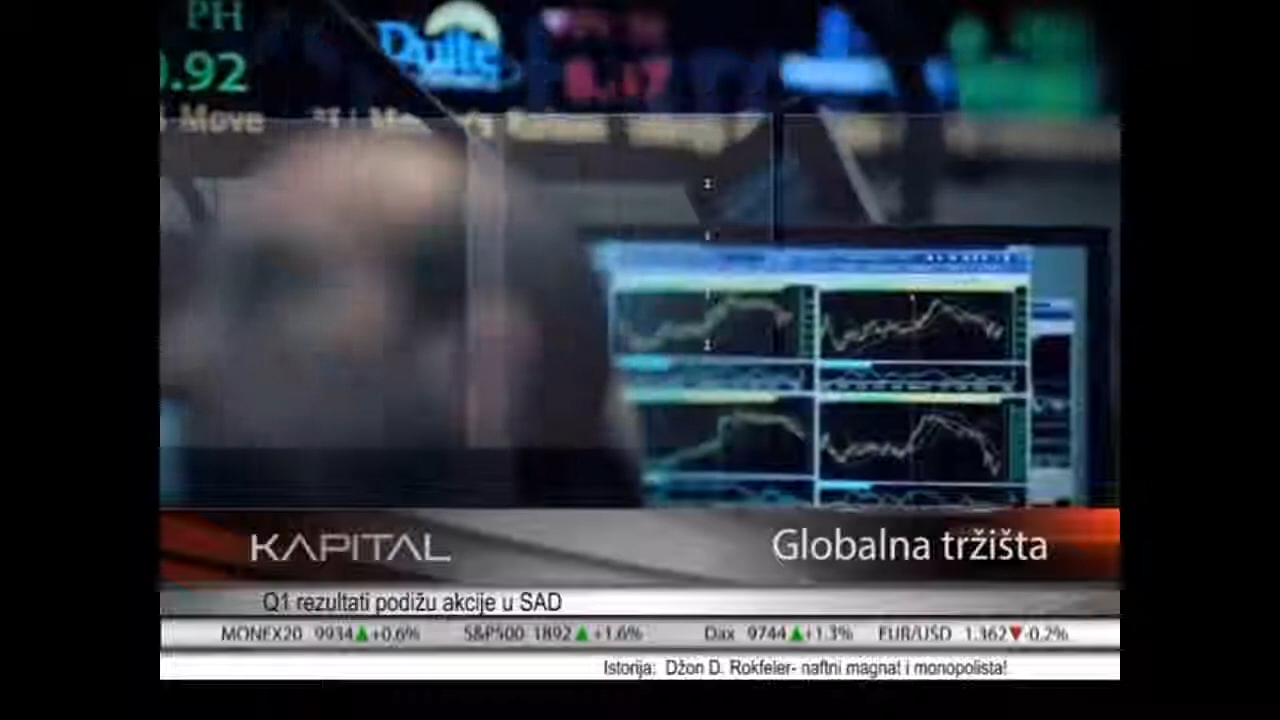 PH
.92
Move
KAPITAL
Globalna tržišta
Q1 rezultati podižu akcije u SAD
MONEX20 9934 +0.6% S&P500 1892 +1.6% Dax 9744 +1.3% EUR/USD 1.362 -0.2%
Istorija: Džon D. Rokfeler- naftni magnat i monopolista!